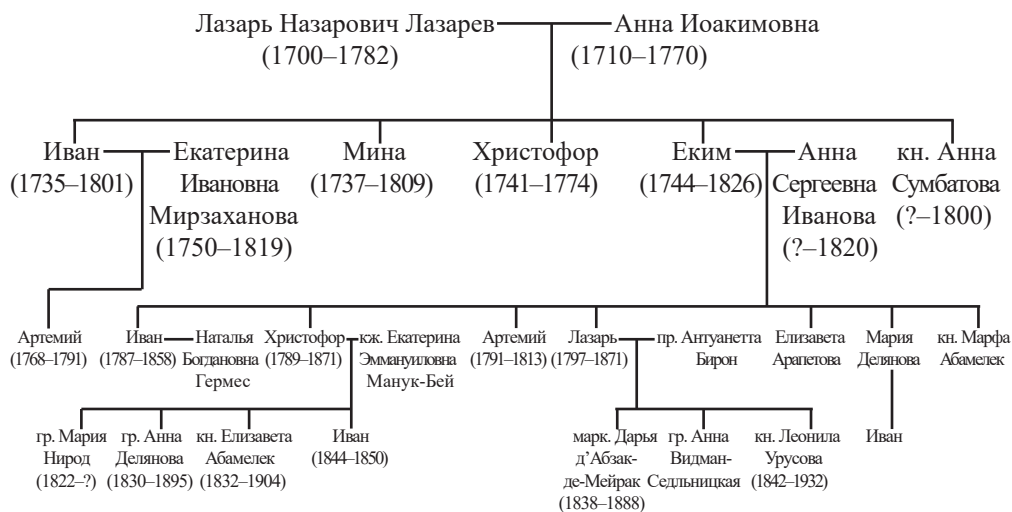 Лазарь Назарович Лазарев
(1700–1782)
Анна Иоакимовна
(1710–1770)
Иван
(1735–1801)
Екатерина
Ивановна
Мирзаханова
(1750–1819)
Мина
(1737–1809)
Христофор
(1741–1774)
Еким
(1744–1826)
Анна
Сергеевна
Иванова
(?–1820)
кн. Анна
Сумбатова
(?–1800)
Артемий
(1768–1791)
Иван
(1787–1858)
Наталья
Богдановна
Гермес
Христофор
(1789–1871)
кж. Екатерина
Эммануиловна
Манук-Бей
Артемий
(1791–1813)
Лазарь
(1797–1871)
пр. Антуанетта
Бирон
Елизавета
Арапетова
Мария
Делянова
кн. Марфа
Абамелек
гр. Мария
Нирод
(1822–?)
гр. Анна
Делянова
(1830–1895)
кн. Елизавета
Абамелек
(1832–1904)
Иван
(1844–1850)
марк. Дарья
д’Абзак-
де-Мейрак
(1838–1888)
гр. Анна
Видман-
Седльницкая
кн. Леонила
Урусова
(1842–1932)
Иван